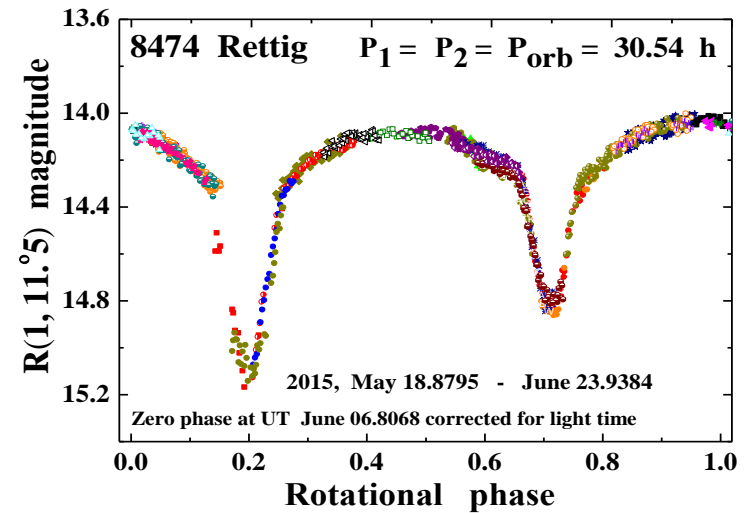 8474 Rettig P1 = P2 = Porb = 30.54 h
13.6
14.0
14.4
14.8
15.2
R(1, 11.°5) magnitude
2015, May 18.8795 - June 23.9384
Zero phase at UT June 06.8068 corrected for light time
0.0 0.2 0.4 0.6 0.8 1.0
Rotational phase